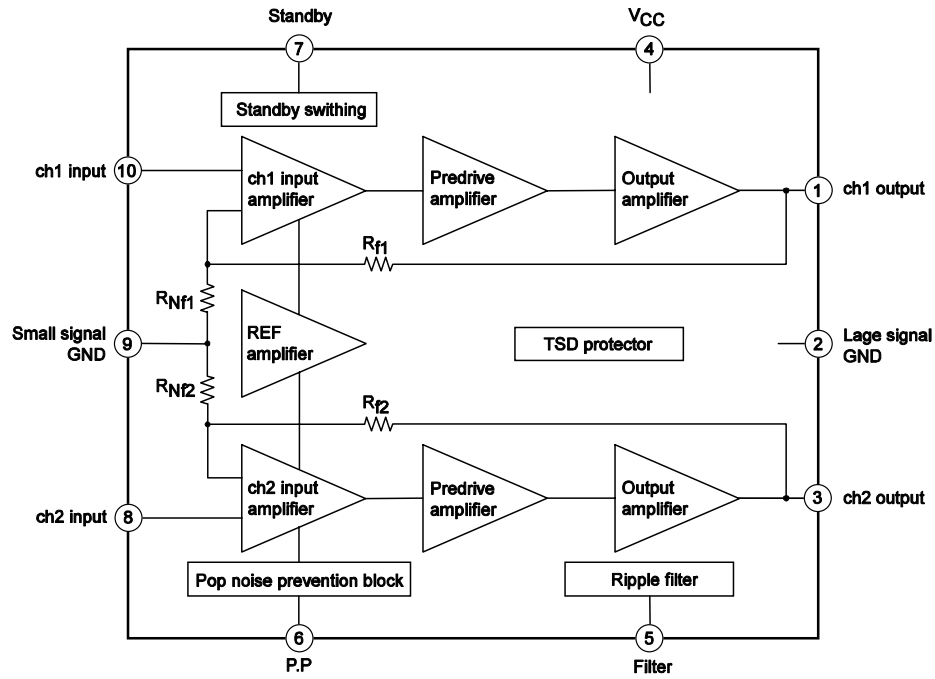 Standby
VCC
7
4
Standby swithing
ch1 input
10
ch1 input
amplifier
Predrive
amplifier
Output
amplifier
1
ch1 output
Rf1
RNf1
Small signal
GND
9
REF
amplifier
TSD protector
2
Lage signal
GND
RNf2
Rf2
ch2 input
8
ch2 input
amplifier
Predrive
amplifier
Output
amplifier
3
ch2 output
Pop noise prevention block
Ripple filter
6
5
P.P
Filter